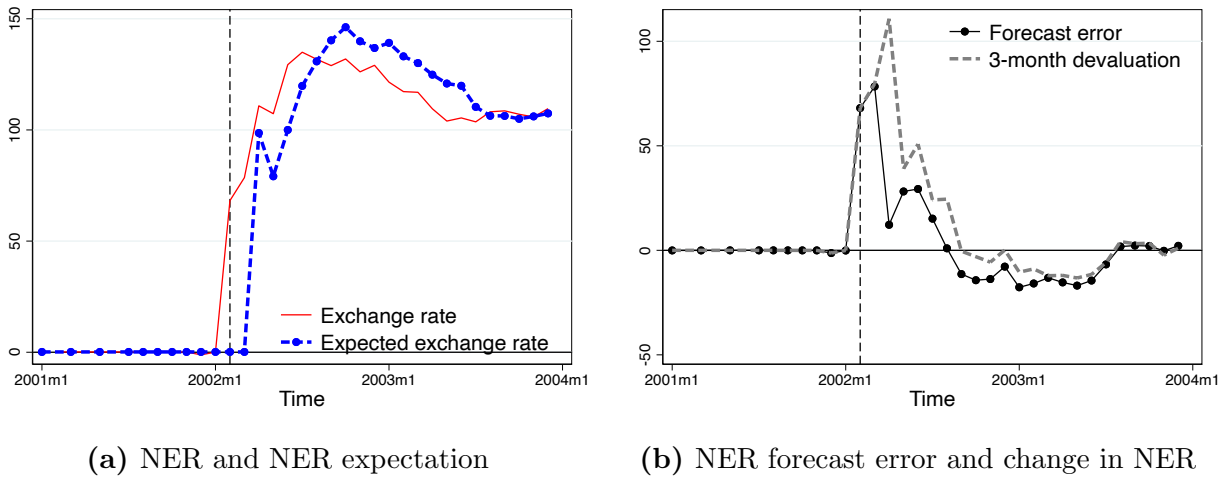 150
100
50
0
Exchange rate
Expected exchange rate
2001m1
2002m1
2003m1
2004m1
Time
(a) NER and NER expectation
100
50
0
-50
Forecast error
3-month devaluation
2001m1
2002m1
2003m1
2004m1
Time
(b) NER forecast error and change in NER